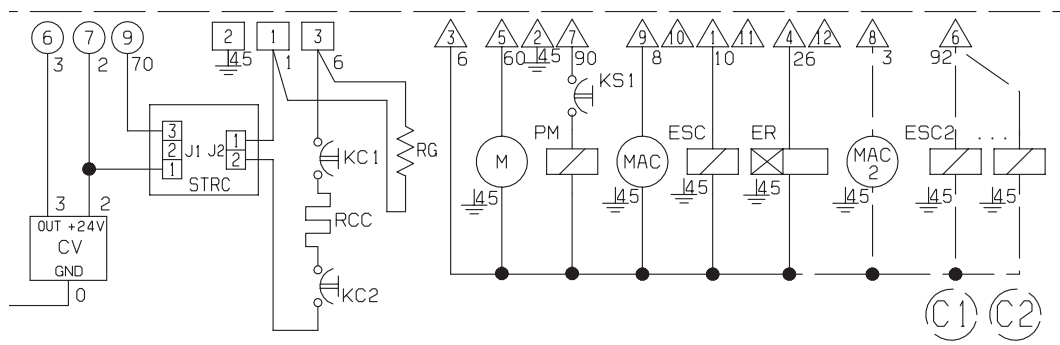 6 7 9 2 1 3 3 5 2 7 9 10 1 11 4 12 8 6
3 2 70 45 1 6 6 60 45 90 8 10 26 3 92
KS1
3 J1 J2 1 PM ESC ER ESC2 ...
2 2 KC1 RG M MAC MAC 2
1
STRC
45 45 45 45 45 45
3 2
OUT +24V RCC
CV
GND
0 KC2
C1 C2